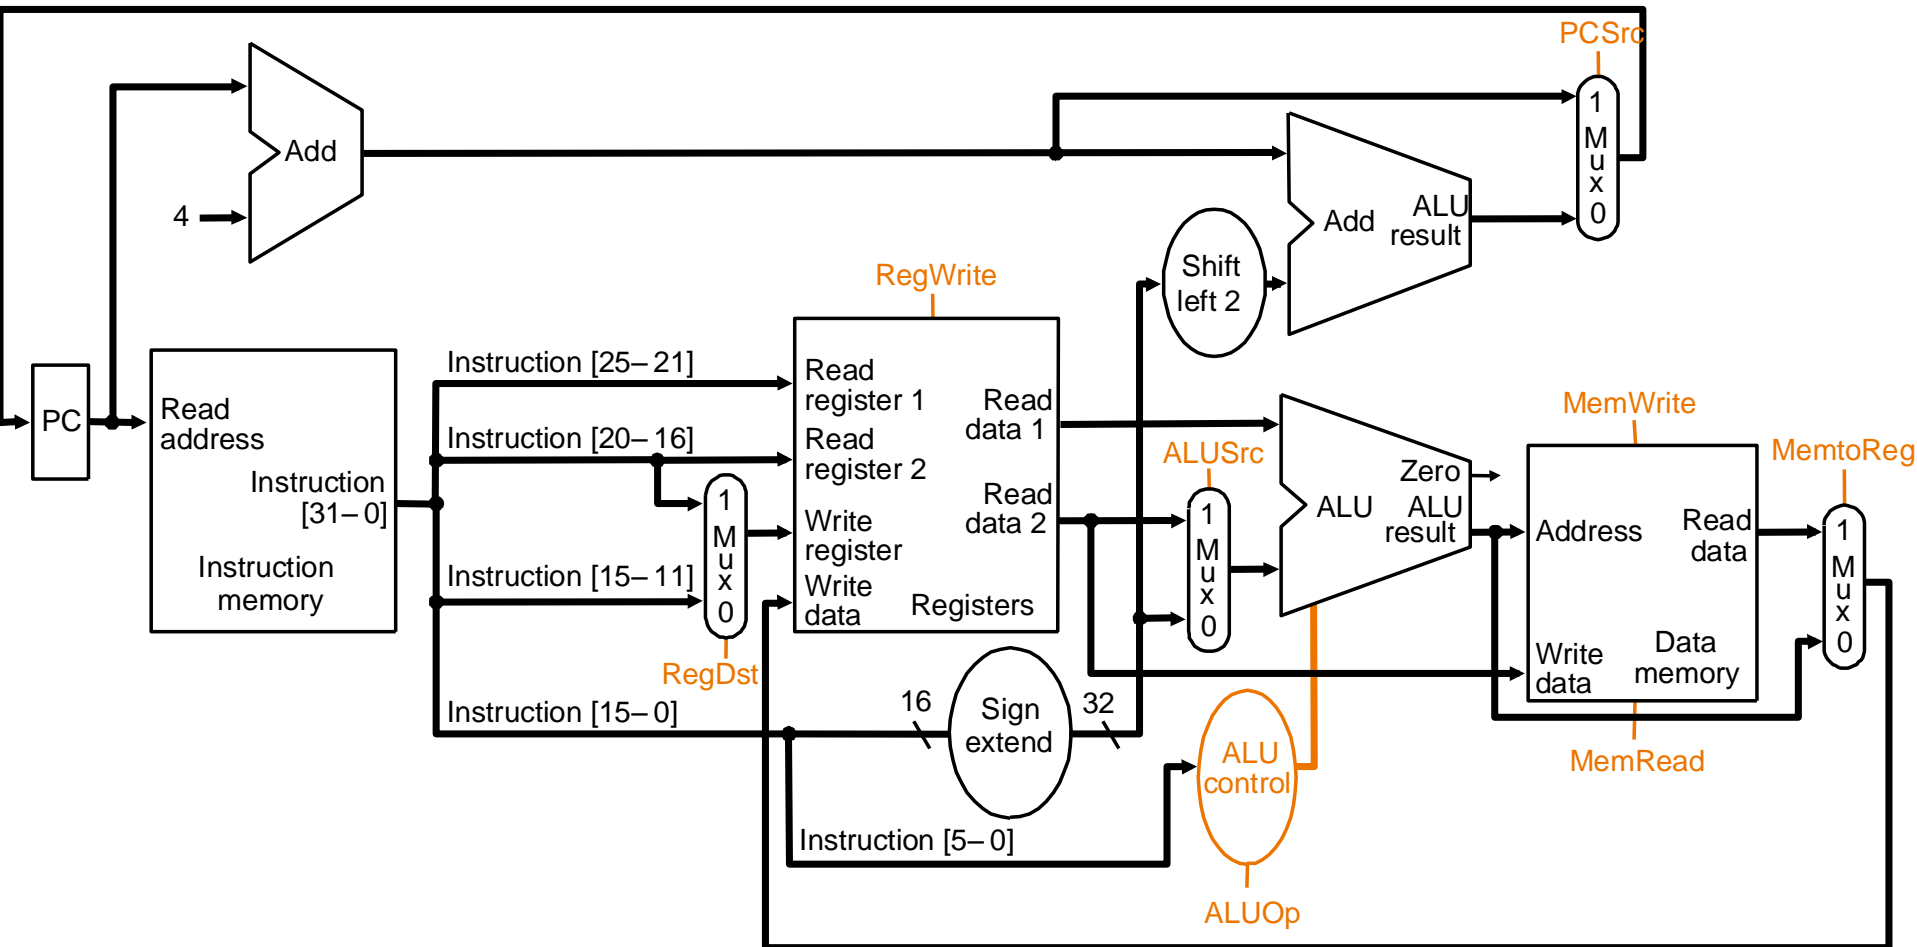 PCSrc
1
M
u
x
0
Add
4
Add
ALU
result
Shift
left 2
RegWrite
PC
Read
address
Instruction
[31– 0]
Instruction
memory
Instruction [25– 21]
Instruction [20– 16]
Instruction [15– 11]
Instruction [15– 0]
Instruction [5– 0]
1
M
u
x
0
RegDst
Read
register 1
Read
register 2
Write
register
Write
data
Read
data 1
Read
data 2
Registers
16
Sign
extend
32
ALUSrc
1
M
u
x
0
ALU
Zero
ALU
result
ALU
control
ALUOp
MemWrite
Address
Read
data
Write
data
Data
memory
MemRead
MemtoReg
1
M
u
x
0